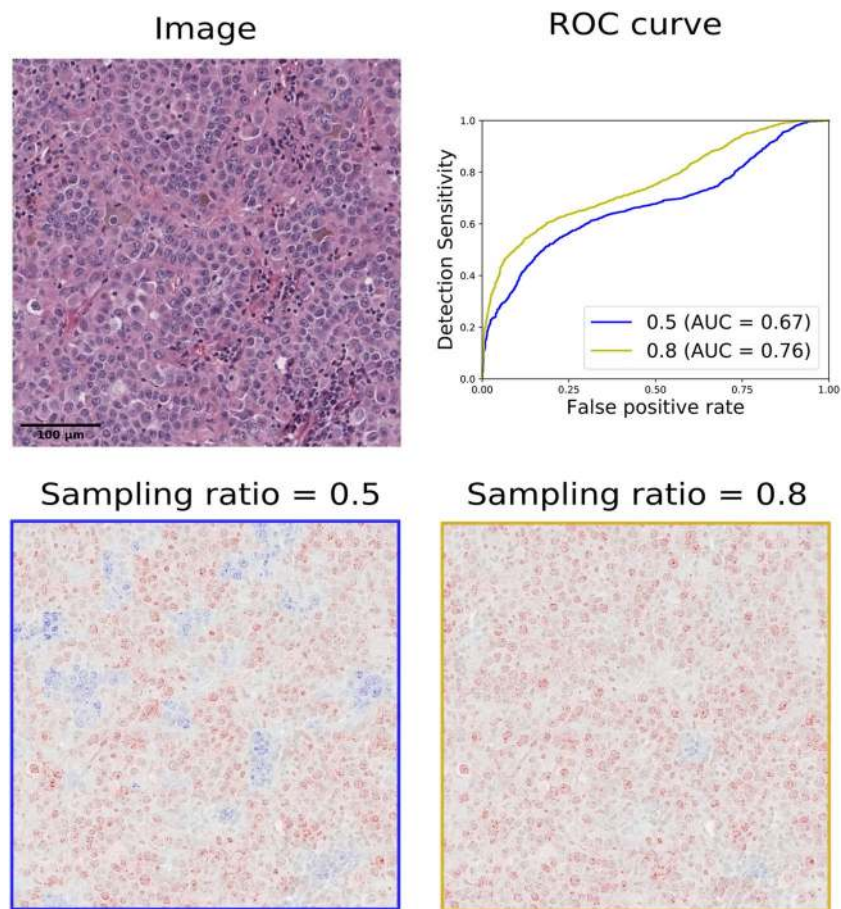 Image
ROC curve
100 μm
1.0
0.8
0.6
0.4
0.2
0.0
Detection Sensitivity
0.5 (AUC = 0.67)
0.8 (AUC = 0.76)
0.00
0.25
0.50
0.75
1.00
False positive rate
Sampling ratio = 0.5
Sampling ratio = 0.8